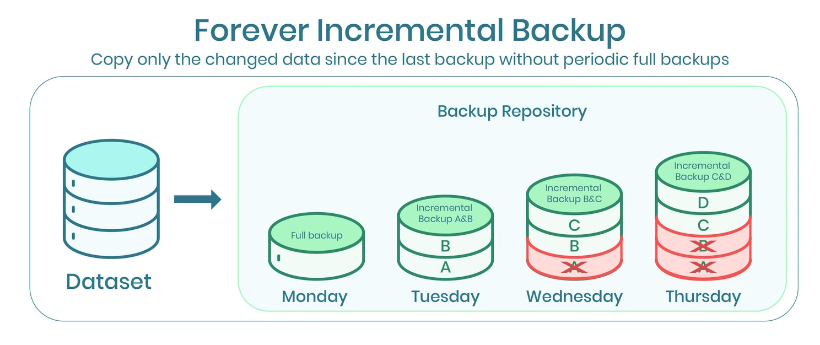 Forever Incremental Backup
Copy only the changed data since the last backup without periodic full backups
Backup Repository
Dataset
Full backup
Monday
Incremental
Backup A&B
B
A
Tuesday
Incremental
Backup B&C
C
B
A
Wednesday
Incremental
Backup C&D
D
C
B
A
Thursday